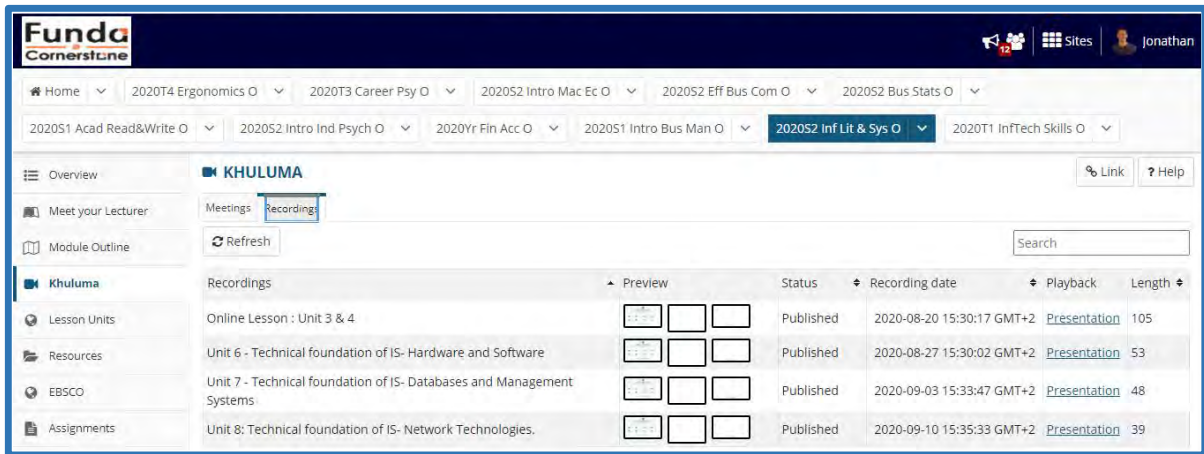 Funda
Cornerstone
12
Sites
Jonathan
Home
2020T4 Ergonomics O
2020T3 Career Psy O
2020S2 Intro Mac Ec O
2020S2 Eff Bus Com O
2020S2 Bus Stats O
2020S1 Acad Read&Write O
2020S2 Intro Ind Psych O
2020Yr Fin Acc O
2020S1 Intro Bus Man O
2020S2 Inf Lit & Sys O
2020T1 InfTech Skills O
Overview
Meet your Lecturer
Module Outline
Khuluma
Lesson Units
Resources
EBSCO
Assignments
KHULUMA
Link
? Help
Meetings
Recordings
Refresh
Search
Recordings Preview Status Recording date Playback Length
Online Lesson : Unit 3 & 4 Published 2020-08-20 15:30:17 GMT+2 Presentation 105
Unit 6 - Technical foundation of IS- Hardware and Software Published 2020-08-27 15:30:02 GMT+2 Presentation 53
Unit 7 - Technical foundation of IS- Databases and Management
Systems Published 2020-09-03 15:33:47 GMT+2 Presentation 48
Unit 8: Technical foundation of IS- Network Technologies. Published 2020-09-10 15:35:33 GMT+2 Presentation 39